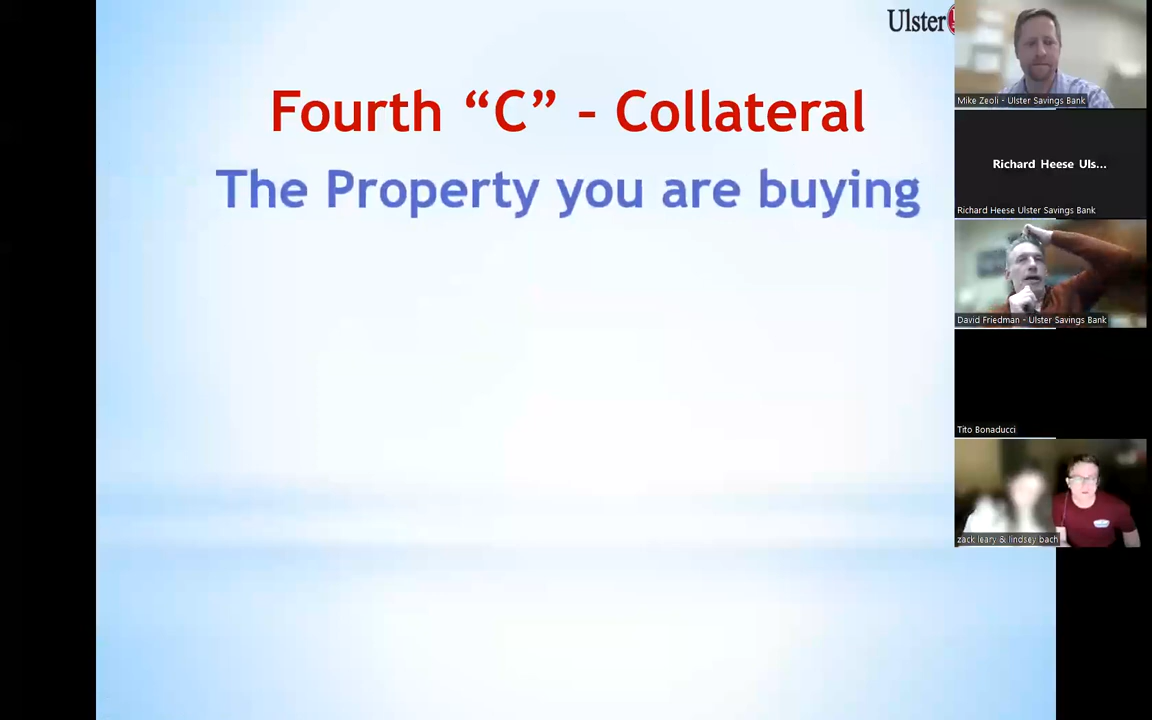 Ulster
Fourth “C” – Collateral
The Property you are buying
Mike Zeoli - Ulster Savings Bank
Richard Heese Uls...
Richard Heese Ulster Savings Bank
David Friedman - Ulster Savings Bank
Tito Bonaducci
zack leary & lindsey bach